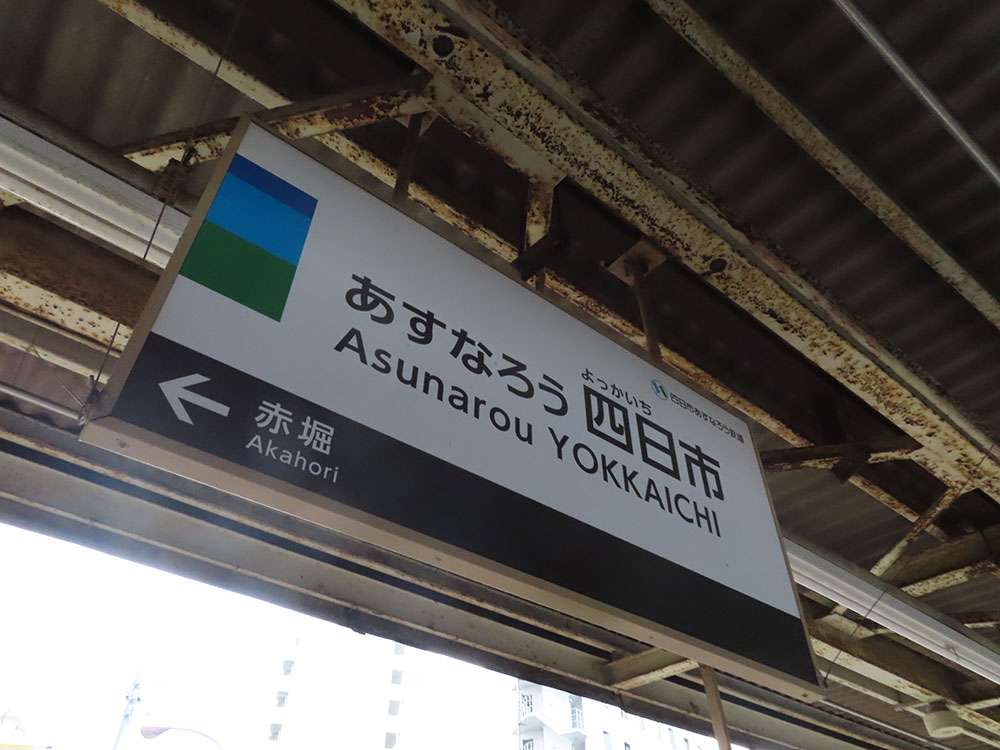 四日市あすなろう鉄道
よっかいち
あすなろう四日市
Asunarou YOKKAICHI
赤堀
Akahori